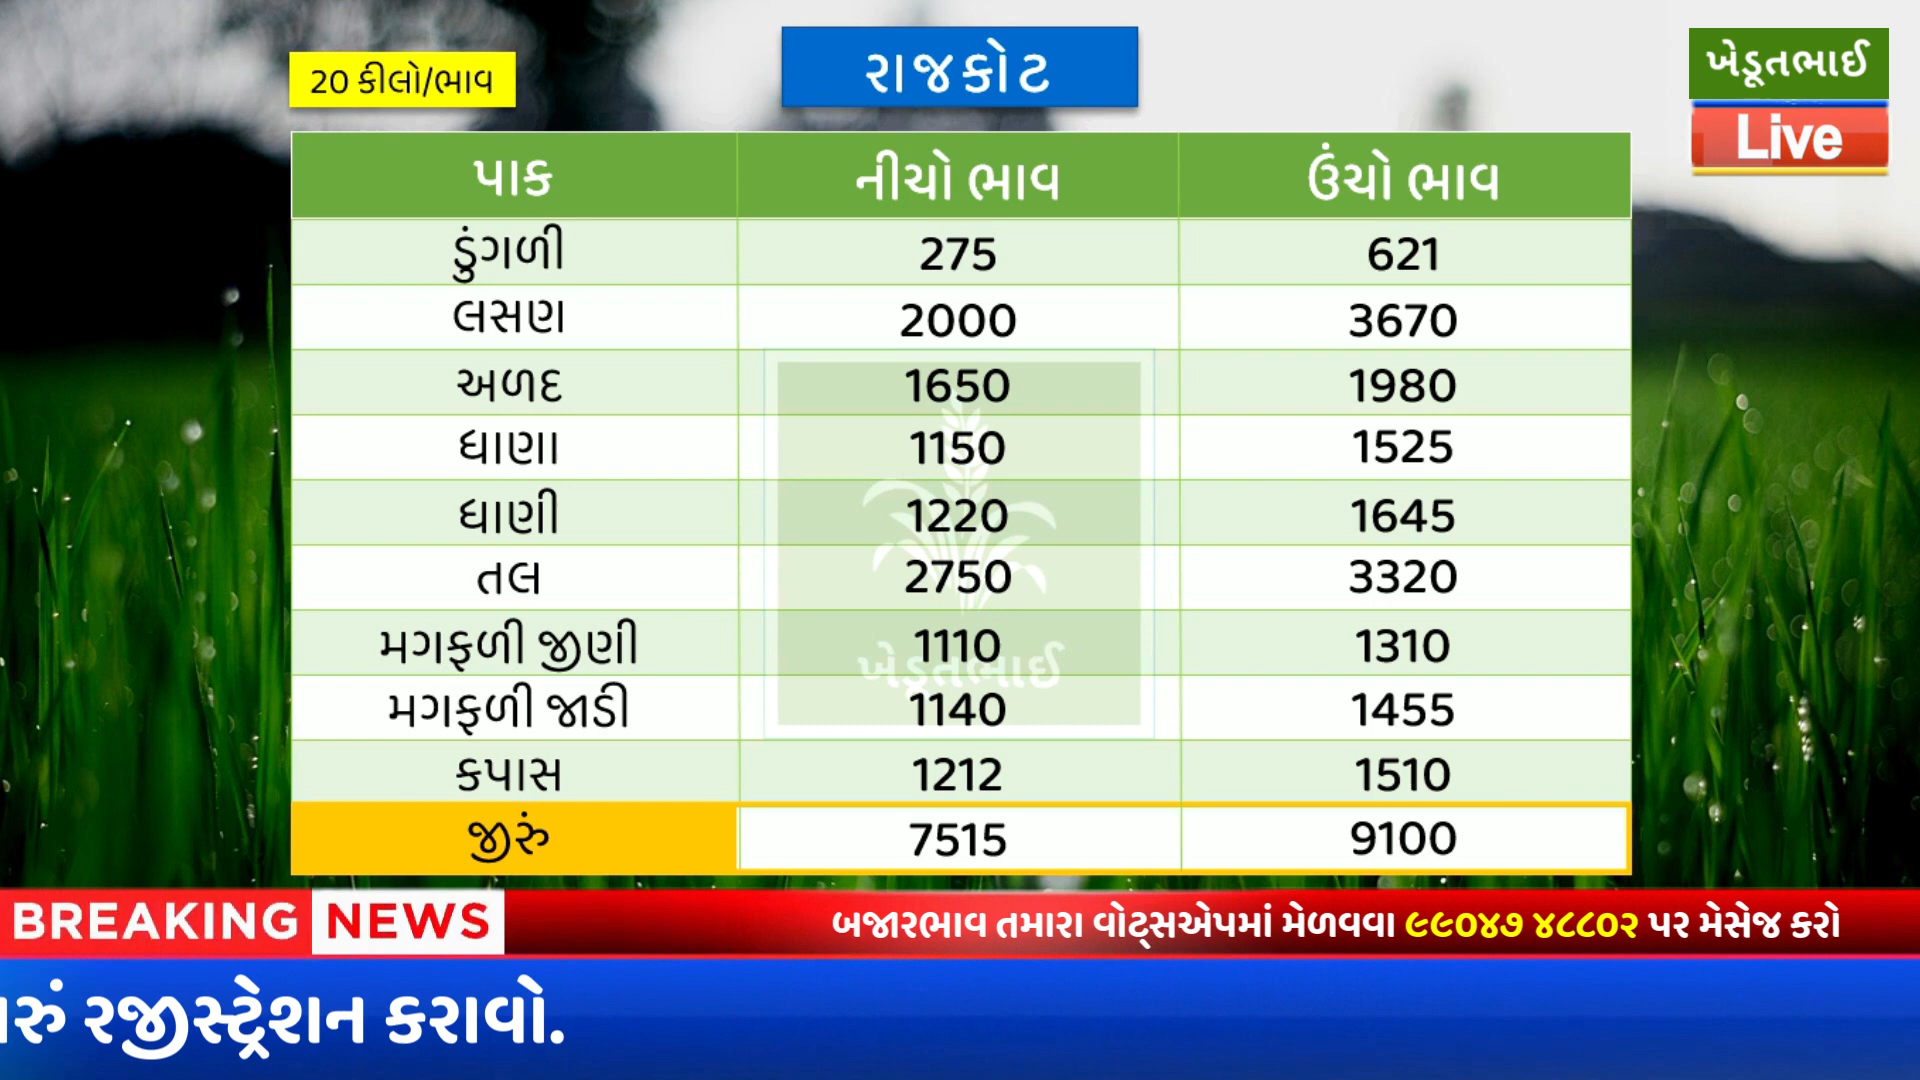 20 કીલો/ભાવ
રાજકોટ
ખેડૂતભાઈ
Live
પાક નીચો ભાવ ઉંચો ભાવ
ડુંગળી 275 621
લસણ 2000 3670
અળદ 1650 1980
ધાણા 1150 1525
ધાણી 1220 1645
તલ 2750 3320
મગફળી જીણી 1110 1310
ખેડૂતભાઈ
મગફળી જાડી 1140 1455
કપાસ 1212 1510
જીરું 7515 9100
BREAKING NEWS
બજારભાવ તમારા વોટ્સએપમાં મેળવવા ૯૯૦૪૭ ૪૮૮૦૨ પર મેસેજ કરો
રજીસ્ટ્રેશન કરાવો.